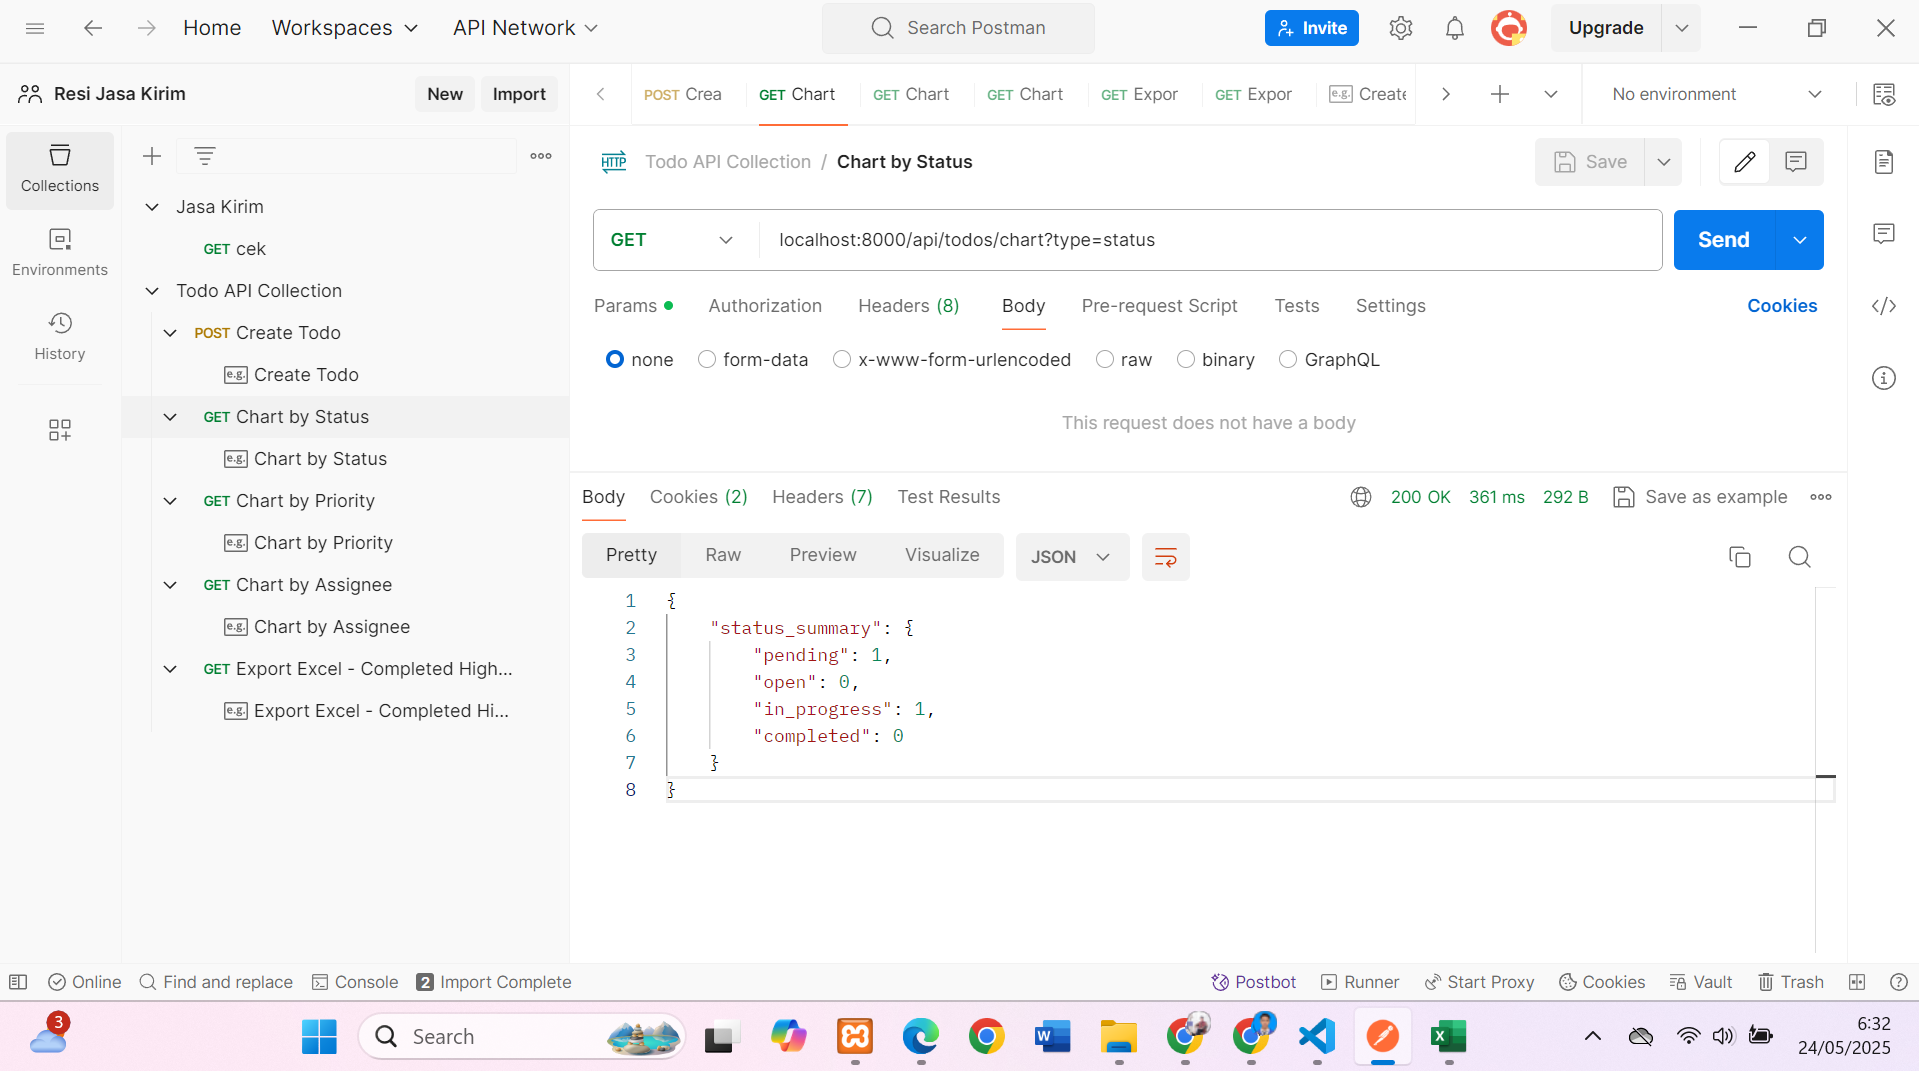 Home Workspaces API Network Search Postman Invite Upgrade
Resi Jasa Kirim New Import
POST Crea GET Chart GET Chart GET Chart GET Expor GET Expor e.g. Create No environment
Collections
Environments
History
Jasa Kirim
GET cek
Todo API Collection
POST Create Todo
e.g. Create Todo
GET Chart by Status
e.g. Chart by Status
GET Chart by Priority
e.g. Chart by Priority
GET Chart by Assignee
e.g. Chart by Assignee
GET Export Excel - Completed High...
e.g. Export Excel - Completed Hi...
HTTP Todo API Collection / Chart by Status Save
GET localhost:8000/api/todos/chart?type=status Send
Params Authorization Headers (8) Body Pre-request Script Tests Settings Cookies
none form-data x-www-form-urlencoded raw binary GraphQL
This request does not have a body
Body Cookies (2) Headers (7) Test Results 200 OK 361 ms 292 B Save as example
Pretty Raw Preview Visualize JSON
1 {
2 "status_summary": {
3 "pending": 1,
4 "open": 0,
5 "in_progress": 1,
6 "completed": 0
7 }
8 }
Online Find and replace Console 2 Import Complete Postbot Runner Start Proxy Cookies Vault Trash
3 Search 6:32
24/05/2025